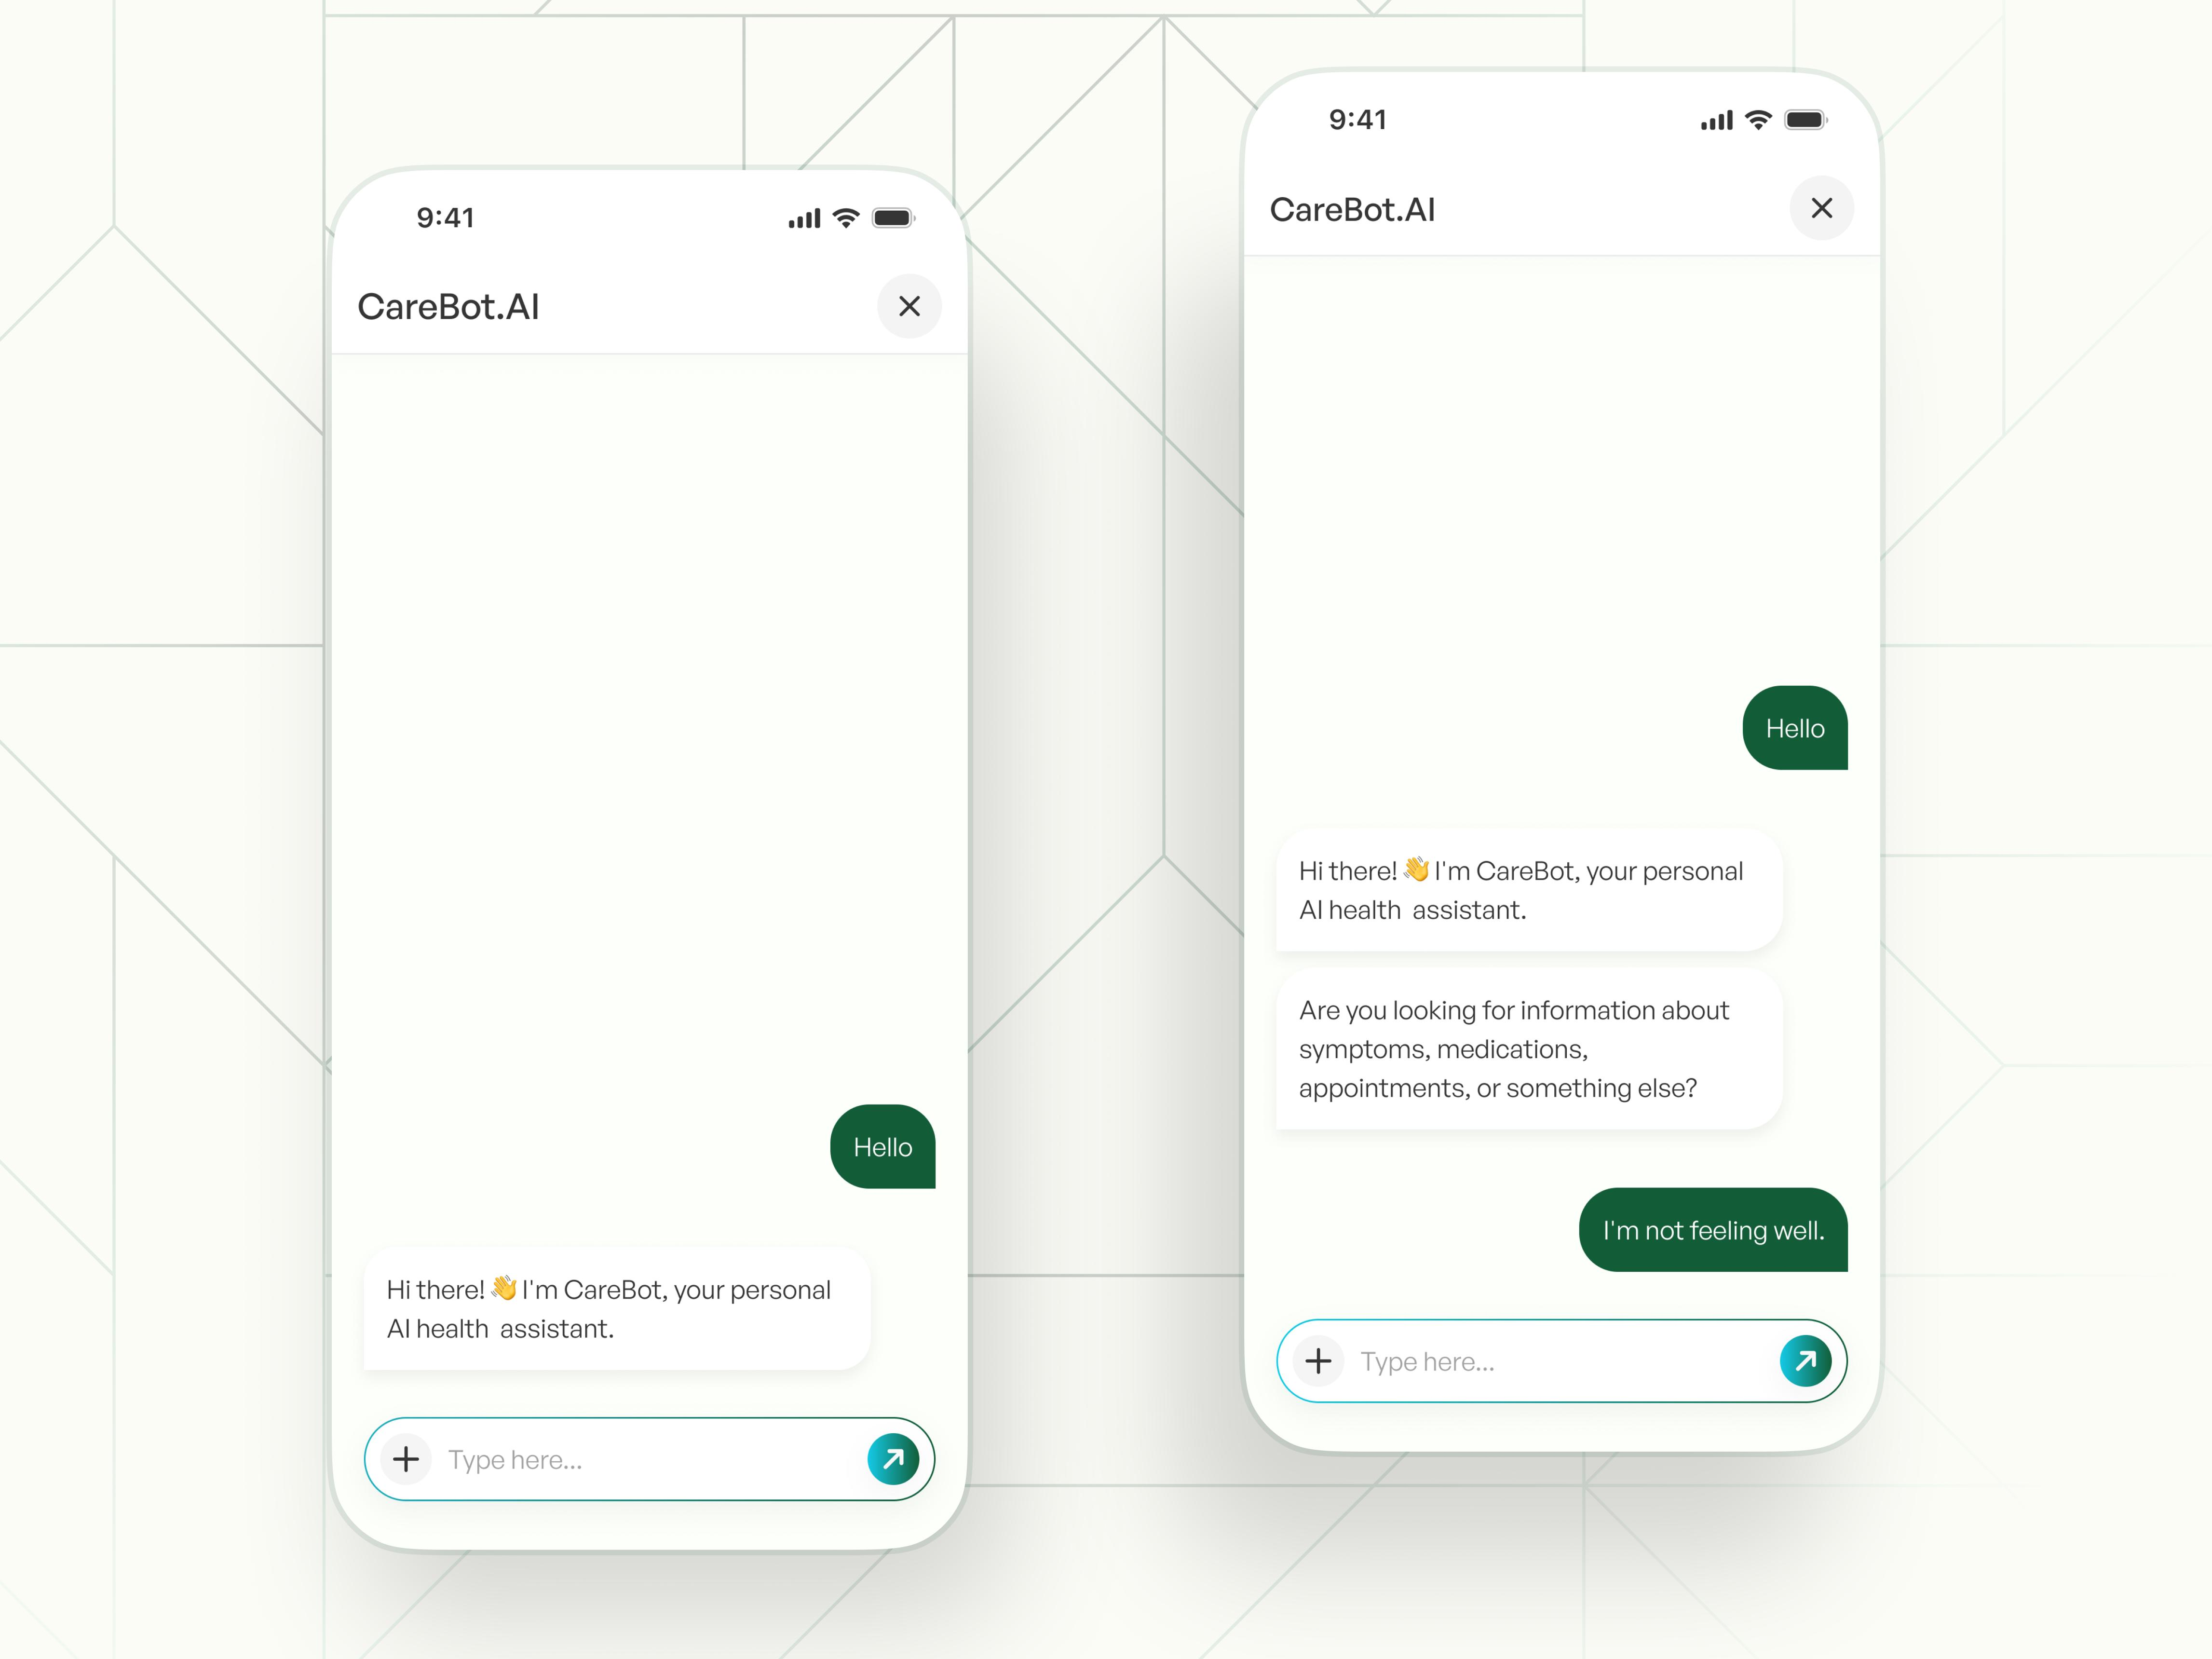 9:41
CareBot.AI
Hello
Hi there! 👋 I'm CareBot, your personal
AI health  assistant.
Type here...
9:41
CareBot.AI
Hello
Hi there! 👋 I'm CareBot, your personal
AI health  assistant.
Are you looking for information about
symptoms, medications,
appointments, or something else?
I'm not feeling well.
Type here...